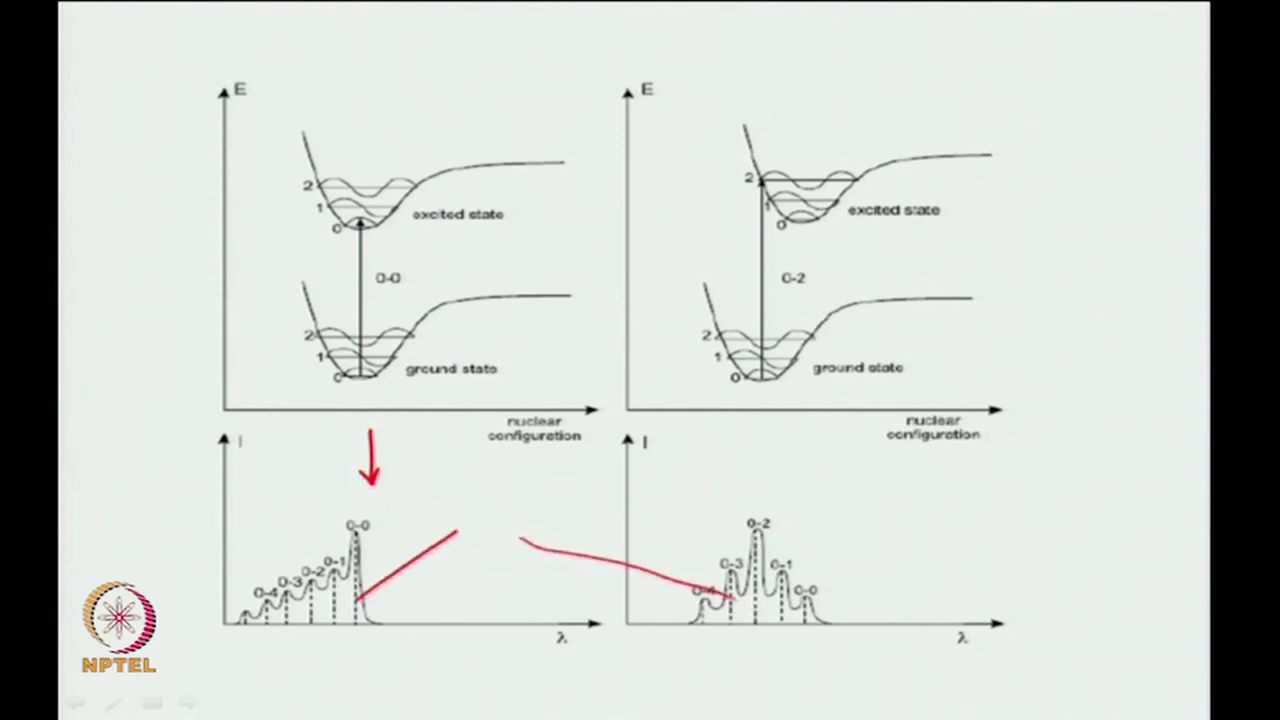 E
2
1
0
excited state
0-0
2
1
0
ground state
nuclear
configuration
E
2
1
0
excited state
0-2
2
1
0
ground state
nuclear
configuration
I
0-0
0-1
0-2
0-3
0-4
λ
I
0-2
0-3
0-1
0-4
0-0
λ
NPTEL